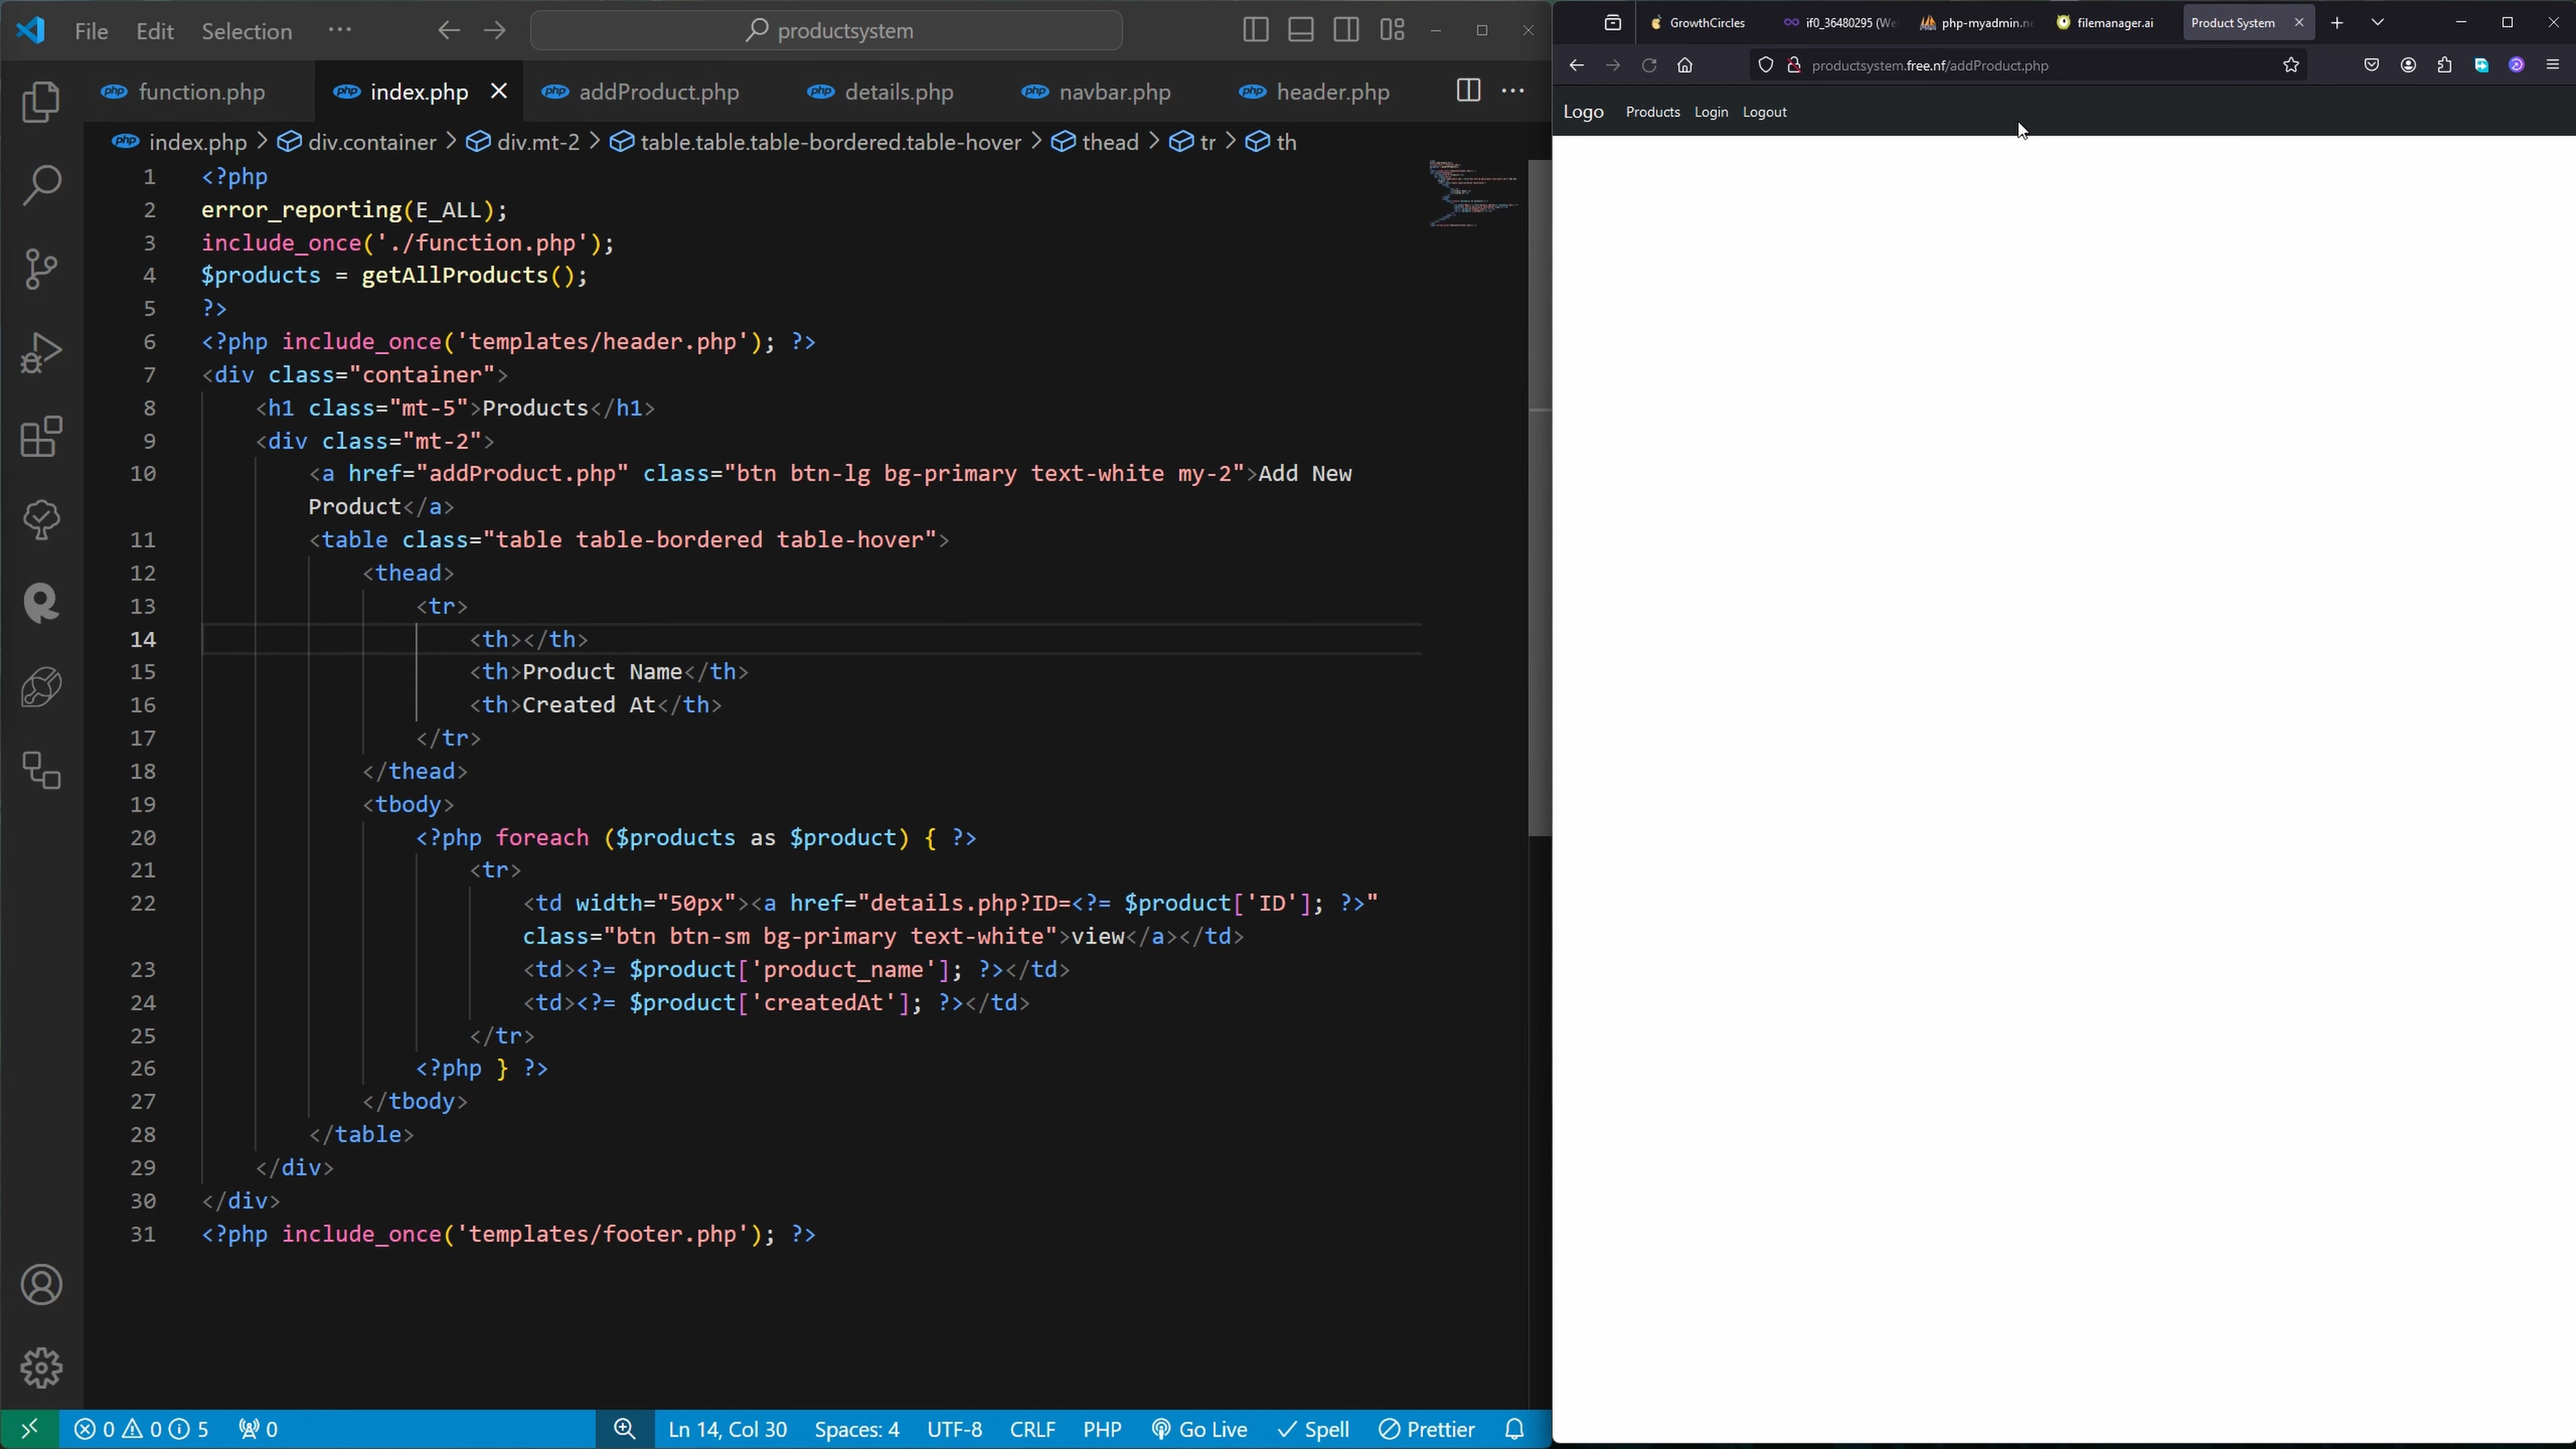 File Edit Selection ··· productsystem
function.php index.php addProduct.php details.php navbar.php header.php
index.php > div.container > div.mt-2 > table.table.table-bordered.table-hover > thead > tr > th
1 <?php
2 error_reporting(E_ALL);
3 include_once('./function.php');
4 $products = getAllProducts();
5 ?>
6 <?php include_once('templates/header.php'); ?>
7 <div class="container">
8 <h1 class="mt-5">Products</h1>
9 <div class="mt-2">
10 <a href="addProduct.php" class="btn btn-lg bg-primary text-white my-2">Add New
Product</a>
11 <table class="table table-bordered table-hover">
12 <thead>
13 <tr>
14 <th></th>
15 <th>Product Name</th>
16 <th>Created At</th>
17 </tr>
18 </thead>
19 <tbody>
20 <?php foreach ($products as $product) { ?>
21 <tr>
22 <td width="50px"><a href="details.php?ID=<?= $product['ID']; ?>"
class="btn btn-sm bg-primary text-white">view</a></td>
23 <td><?= $product['product_name']; ?></td>
24 <td><?= $product['createdAt']; ?></td>
25 </tr>
26 <?php } ?>
27 </tbody>
28 </table>
29 </div>
30 </div>
31 <?php include_once('templates/footer.php'); ?>
0 0 5 0 Ln 14, Col 30 Spaces: 4 UTF-8 CRLF PHP Go Live Spell Prettier
GrowthCircles if0_36480295 (We php-myadmin.ne filemanager.ai Product System
productsystem.free.nf/addProduct.php
Logo Products Login Logout